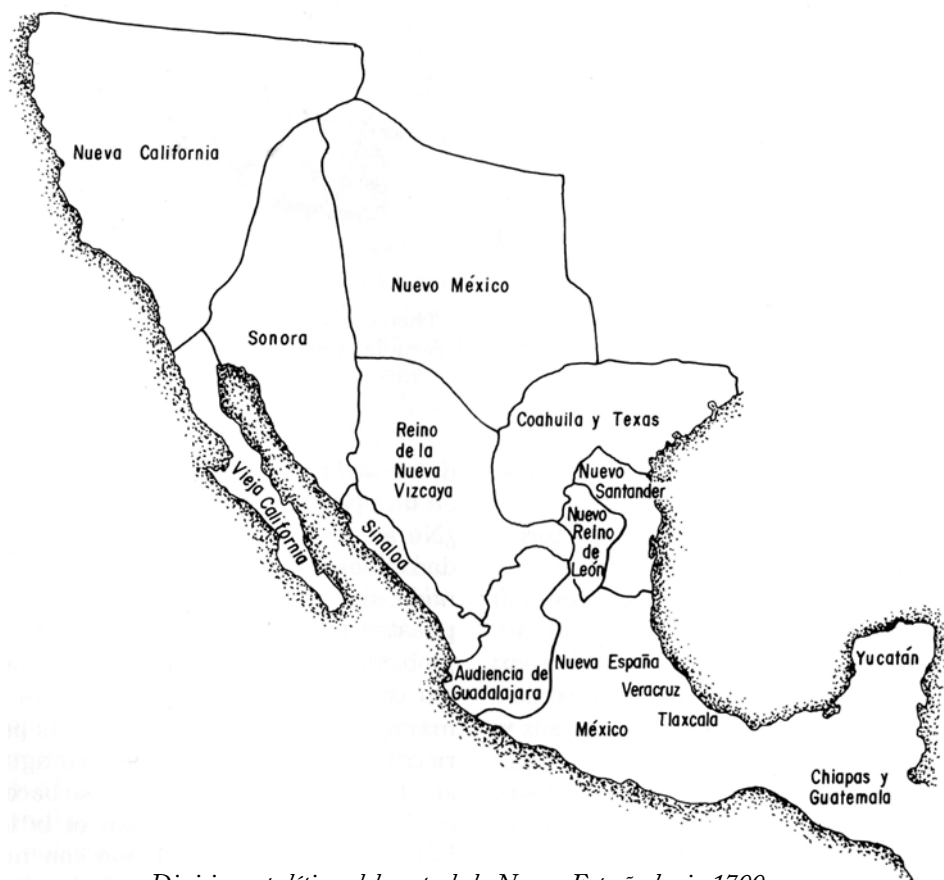 Nueva California
Nuevo México
Sonora
Coahuila y Texas
Reino
de la
Nueva
Vizcaya
Nuevo
Santander
Vieja California
Sinaloa
Nuevo
Reino
de
León
Audiencia de
Guadalajara
Nueva España
Veracruz
Tlaxcala
México
Yucatán
Chiapas y
Guatemala
1700